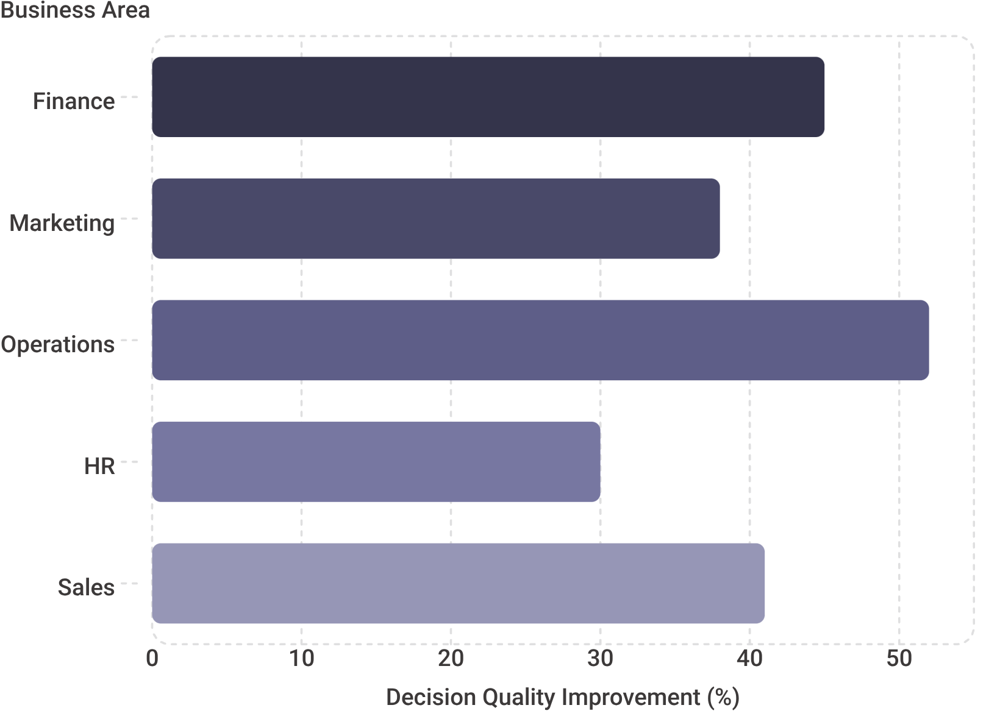 Business Area
Finance
Marketing
Operations
HR
Sales
0 10 20 30 40 50
Decision Quality Improvement (%)